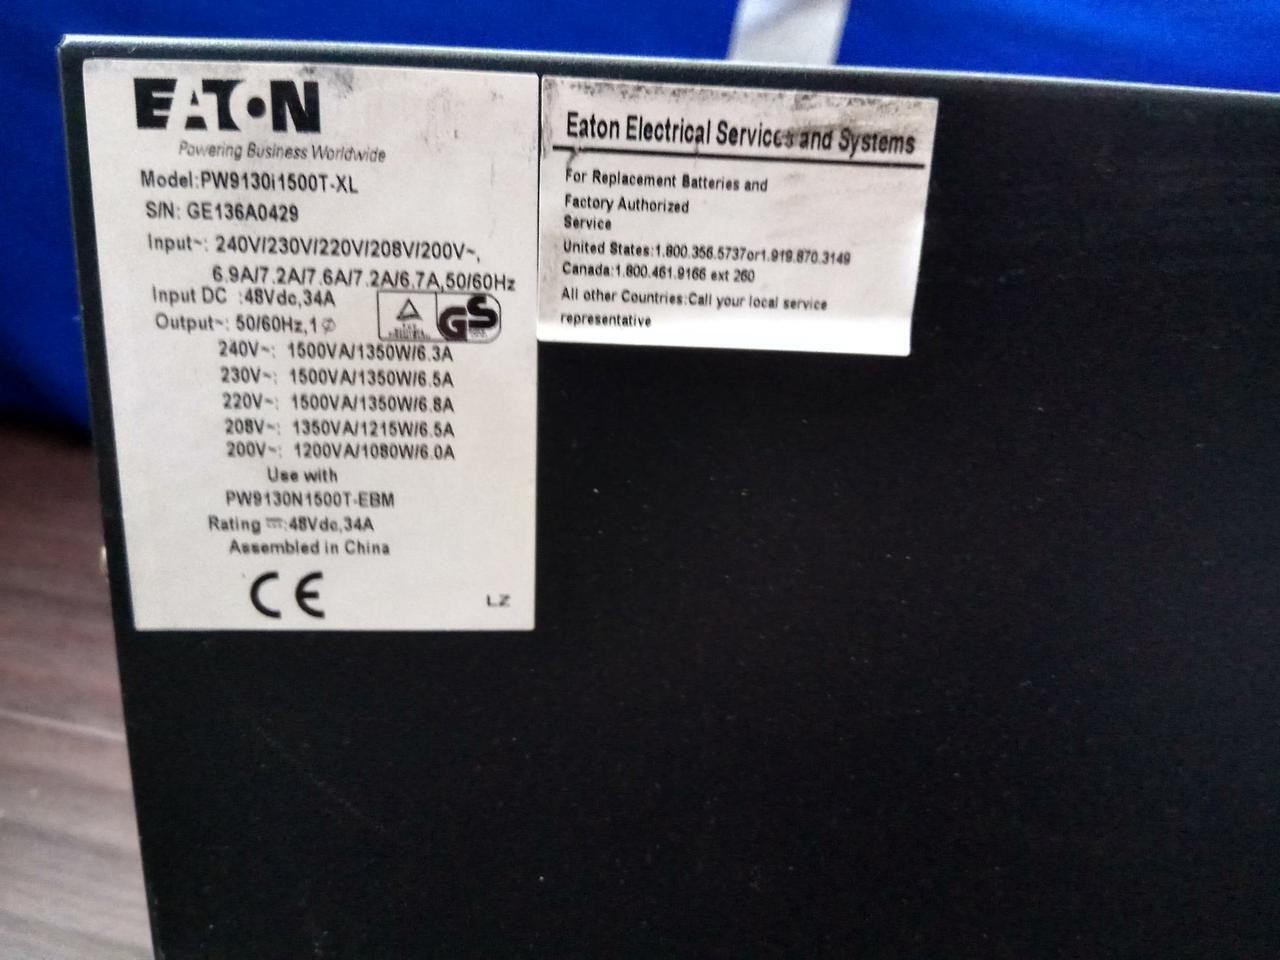 EATON
Powering Business Worldwide
Model:PW9130i1500T-XL
S/N: GE136A0429
Input~: 240V/230V/220V/208V/200V~,
6.9A/7.2A/7.6A/7.2A/6.7A,50/60Hz
Input DC :48Vdc,34A
Output~: 50/60Hz,1⌀
GS
240V~: 1500VA/1350W/6.3A
230V~: 1500VA/1350W/6.5A
220V~: 1500VA/1350W/6.8A
208V~: 1350VA/1215W/6.5A
200V~: 1200VA/1080W/6.0A
Use with
PW9130N1500T-EBM
Rating ⎓:48Vdc,34A
Assembled in China
CE
LZ
Eaton Electrical Services and Systems
For Replacement Batteries and
Factory Authorized
Service
United States:1.800.356.5737or1.919.870.3149
Canada:1.800.461.9166 ext 260
All other Countries:Call your local service
representative